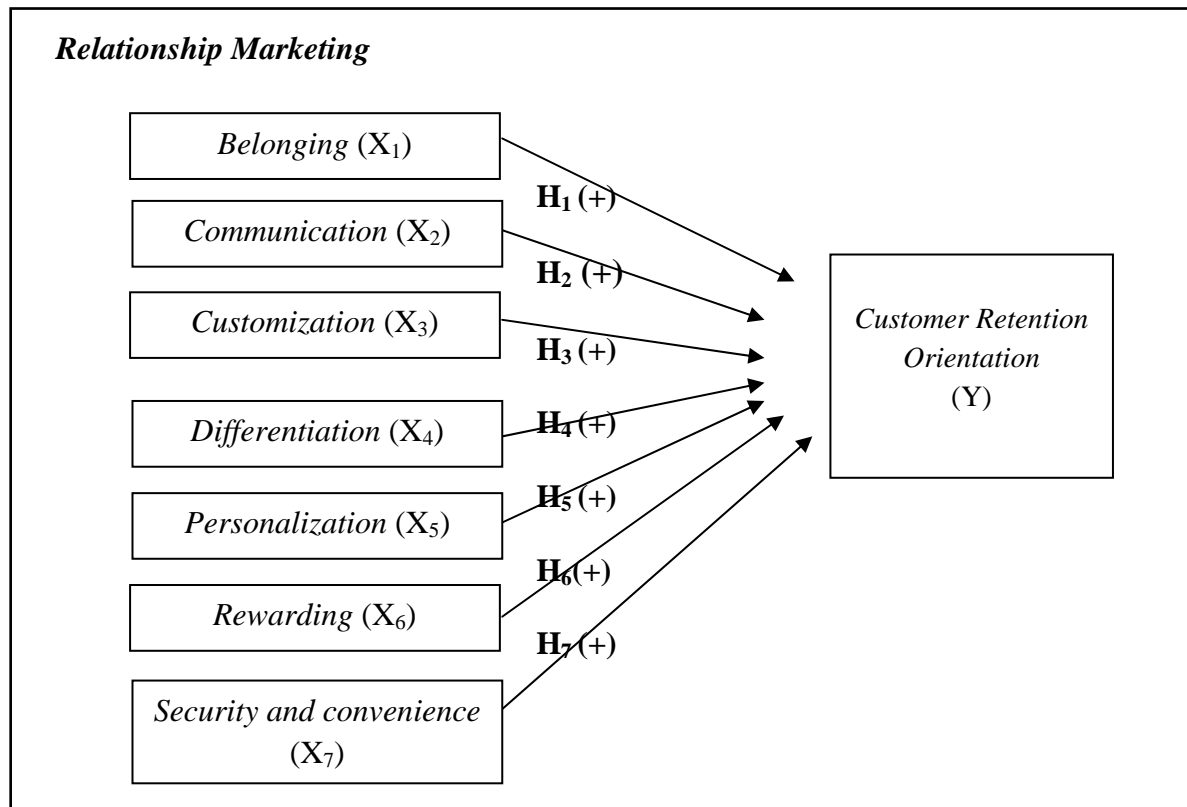 Relationship Marketing
Belonging (X₁)
H₁ (+)
Communication (X₂)
H₂ (+)
Customization (X₃)
H₃ (+)
Differentiation (X₄)
H₄ (+)
Personalization (X₅)
H₅ (+)
Rewarding (X₆)
H₆(+)
Security and convenience
(X₇)
H₇ (+)
Customer Retention
Orientation
(Y)